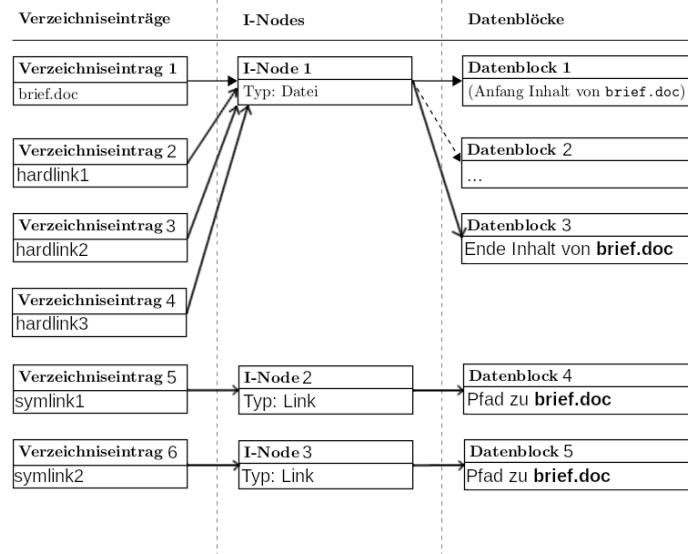 Verzeichniseinträge
I-Nodes
Datenblöcke
Verzeichniseintrag 1
brief.doc
I-Node 1
Typ: Datei
Datenblock 1
(Anfang Inhalt von brief.doc)
Verzeichniseintrag 2
hardlink1
Datenblock 2
...
Verzeichniseintrag 3
hardlink2
Datenblock 3
Ende Inhalt von brief.doc
Verzeichniseintrag 4
hardlink3
Verzeichniseintrag 5
symlink1
I-Node 2
Typ: Link
Datenblock 4
Pfad zu brief.doc
Verzeichniseintrag 6
symlink2
I-Node 3
Typ: Link
Datenblock 5
Pfad zu brief.doc